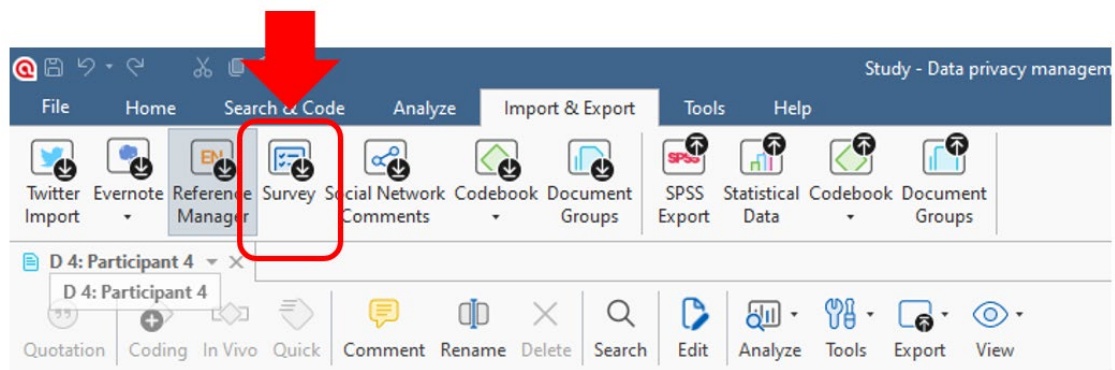 Study - Data privacy managem
File Home Search & Code Analyze Import & Export Tools Help
Twitter Import
Evernote
Reference Manager
Survey
Social Network Comments
Codebook
Document Groups
SPSS Export
Statistical Data
Codebook
Document Groups
D 4: Participant 4
D 4: Participant 4
Quotation Coding In Vivo Quick Comment Rename Delete Search Edit Analyze Tools Export View